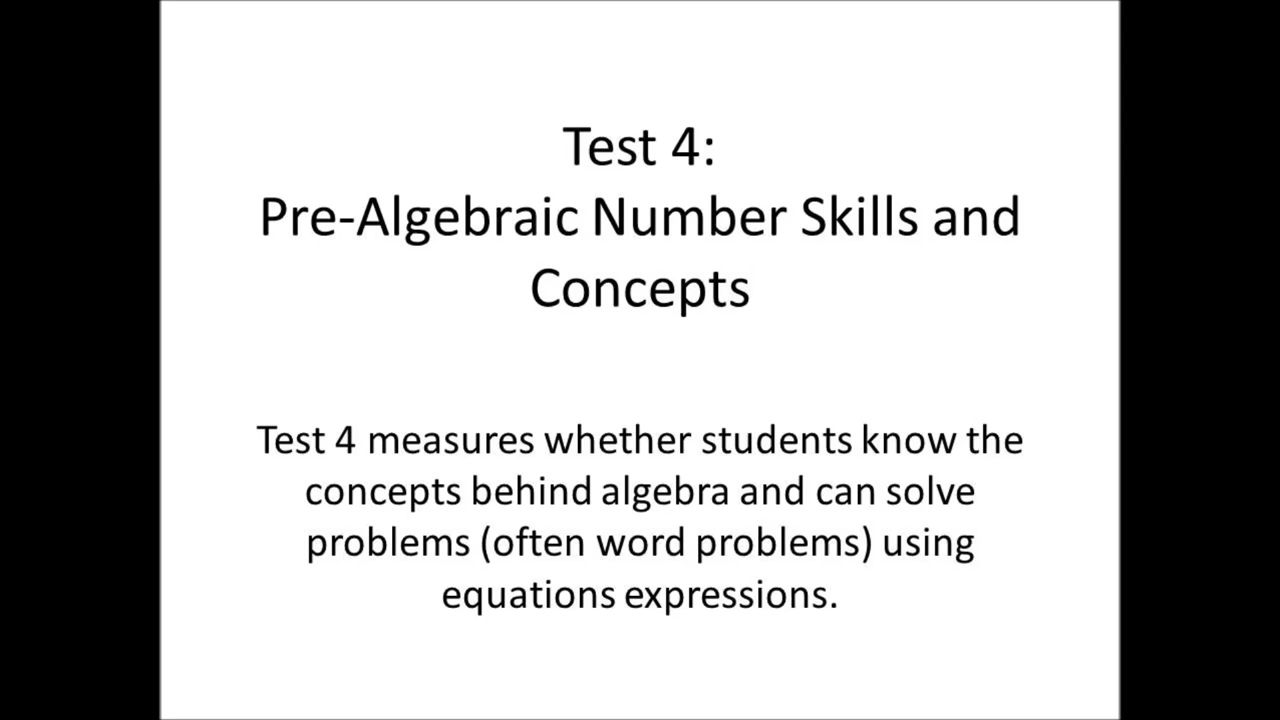 Test 4:
Pre-Algebraic Number Skills and
Concepts
Test 4 measures whether students know the
concepts behind algebra and can solve
problems (often word problems) using
equations expressions.